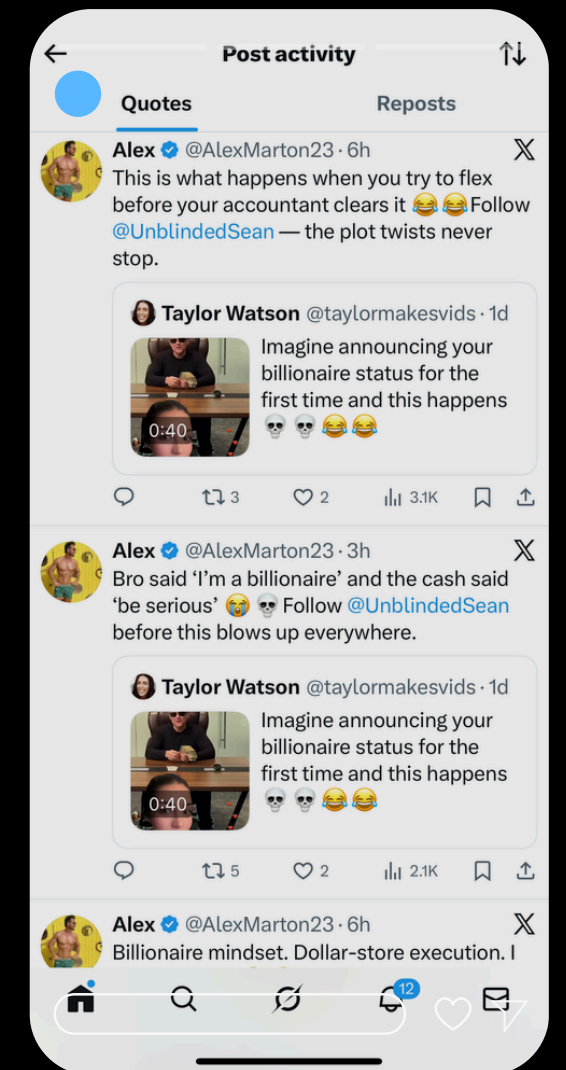 Post activity
Quotes Reposts
Alex @AlexMarton23 · 6h
This is what happens when you try to flex
before your accountant clears it 😂 😂 Follow
@UnblindedSean — the plot twists never
stop.
Taylor Watson @taylormakesvids · 1d
Imagine announcing your
billionaire status for the
first time and this happens
💀 💀 😂 😂
0:40
3 2 3.1K
Alex @AlexMarton23 · 3h
Bro said ‘I’m a billionaire’ and the cash said
‘be serious’ 😭 💀 Follow @UnblindedSean
before this blows up everywhere.
Taylor Watson @taylormakesvids · 1d
Imagine announcing your
billionaire status for the
first time and this happens
💀 💀 😂 😂
0:40
5 2 2.1K
Alex @AlexMarton23 · 6h
Billionaire mindset. Dollar-store execution. I
12